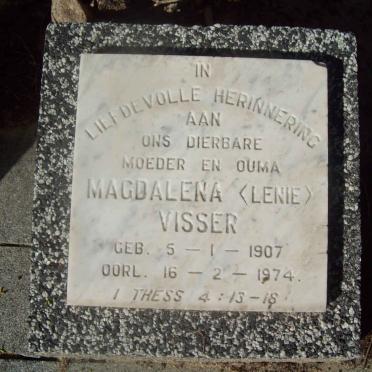 IN
LIEFDEVOLLE HERINNERING
AAN
ONS DIERBARE
MOEDER EN OUMA
MAGDALENA <LENIE>
VISSER
GEB. 5 - 1 - 1907
OORL. 16 - 2 - 1974.
1 THESS 4:13-18